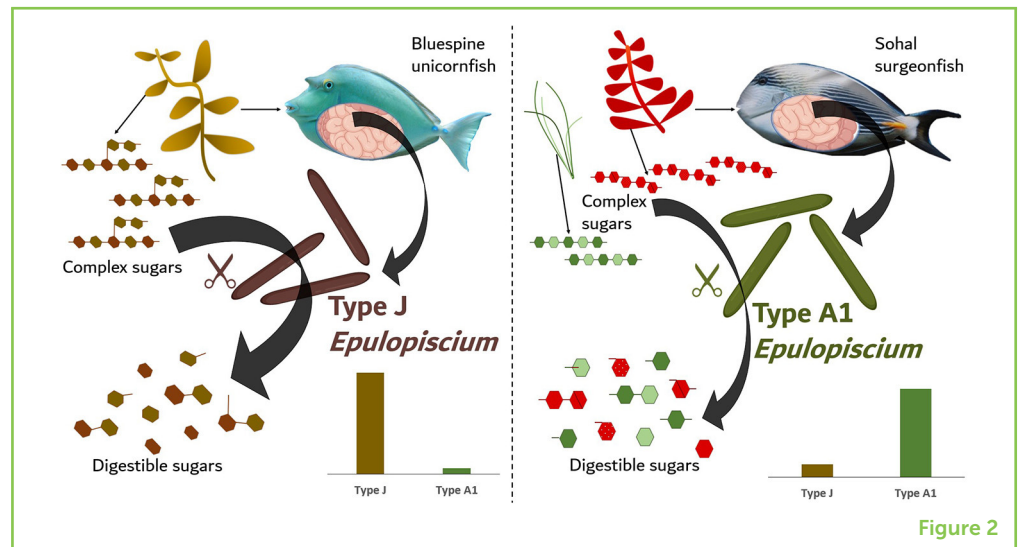 Bluespine
unicornfish
Complex sugars
Type J
Epulopiscium
Digestible sugars
Type J
Type A1
Sohal
surgeonfish
Complex
sugars
Type A1
Epulopiscium
Digestible sugars
Type J
Type A1
Figure 2